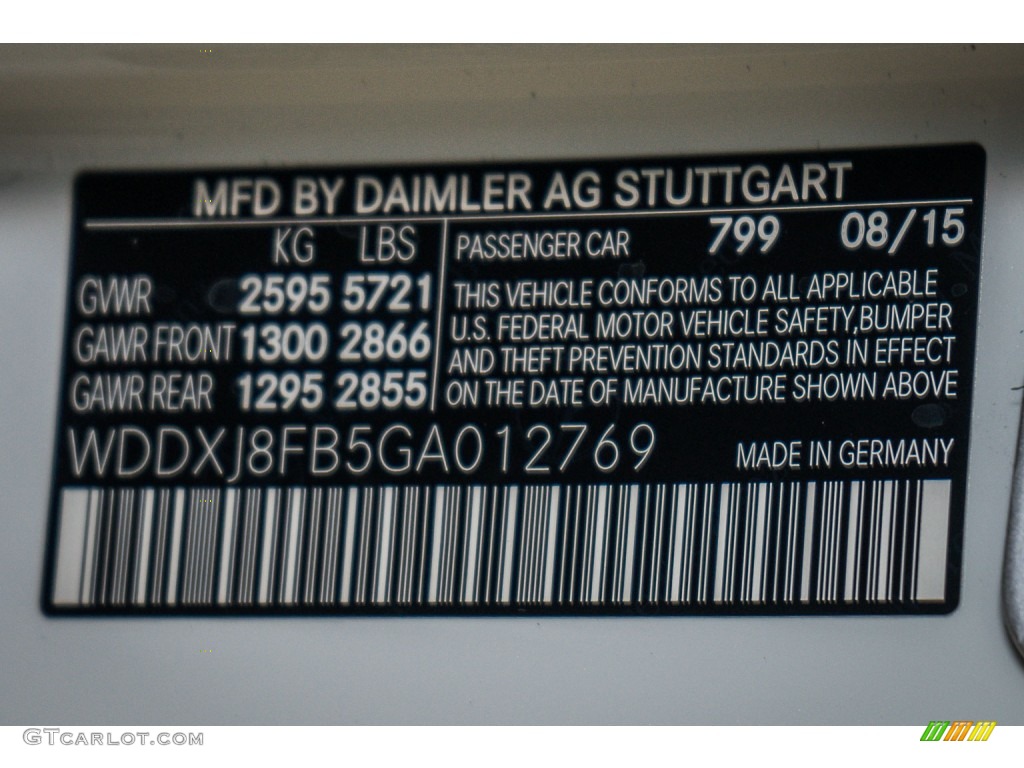 MFD BY DAIMLER AG STUTTGART
KG LBS
GVWR 2595 5721
GAWR FRONT 1300 2866
GAWR REAR 1295 2855
PASSENGER CAR 799 08/15
THIS VEHICLE CONFORMS TO ALL APPLICABLE
U.S. FEDERAL MOTOR VEHICLE SAFETY,BUMPER
AND THEFT PREVENTION STANDARDS IN EFFECT
ON THE DATE OF MANUFACTURE SHOWN ABOVE
WDDXJ8FB5GA012769 MADE IN GERMANY
GTCARLOT.COM